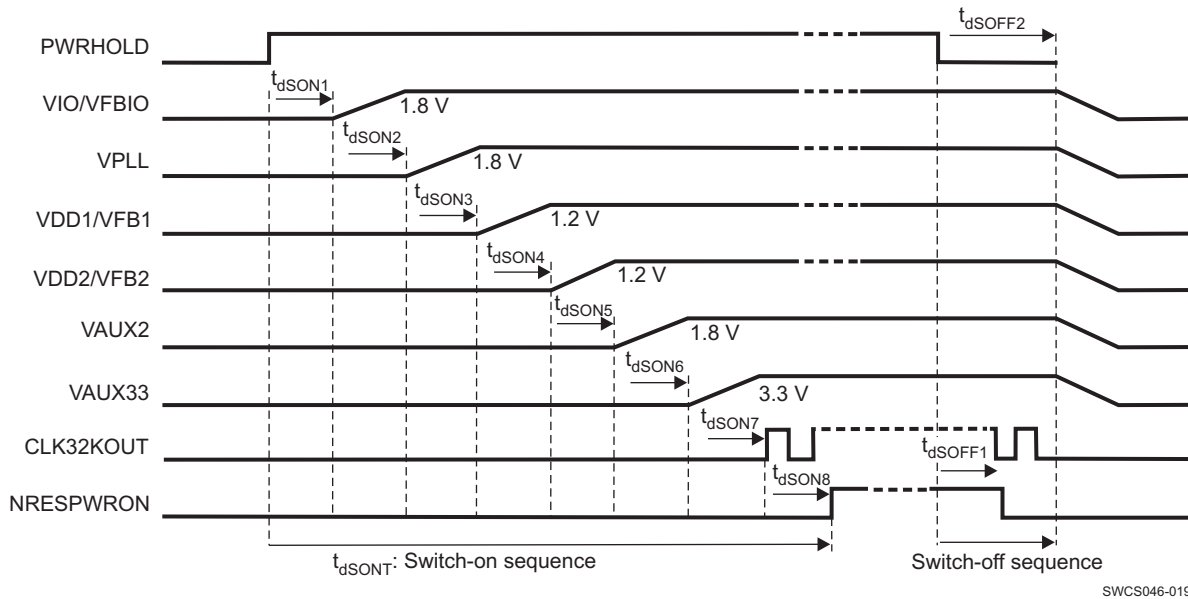 tdSOFF2
PWRHOLD
tdSON1
VIO/VFBIO
1.8 V
tdSON2
VPLL
1.8 V
tdSON3
VDD1/VFB1
1.2 V
tdSON4
VDD2/VFB2
1.2 V
tdSON5
VAUX2
1.8 V
tdSON6
VAUX33
3.3 V
tdSON7
CLK32KOUT
tdSOFF1
tdSON8
NRESPWRON
tdSONT: Switch-on sequence
Switch-off sequence
SWCS046-019